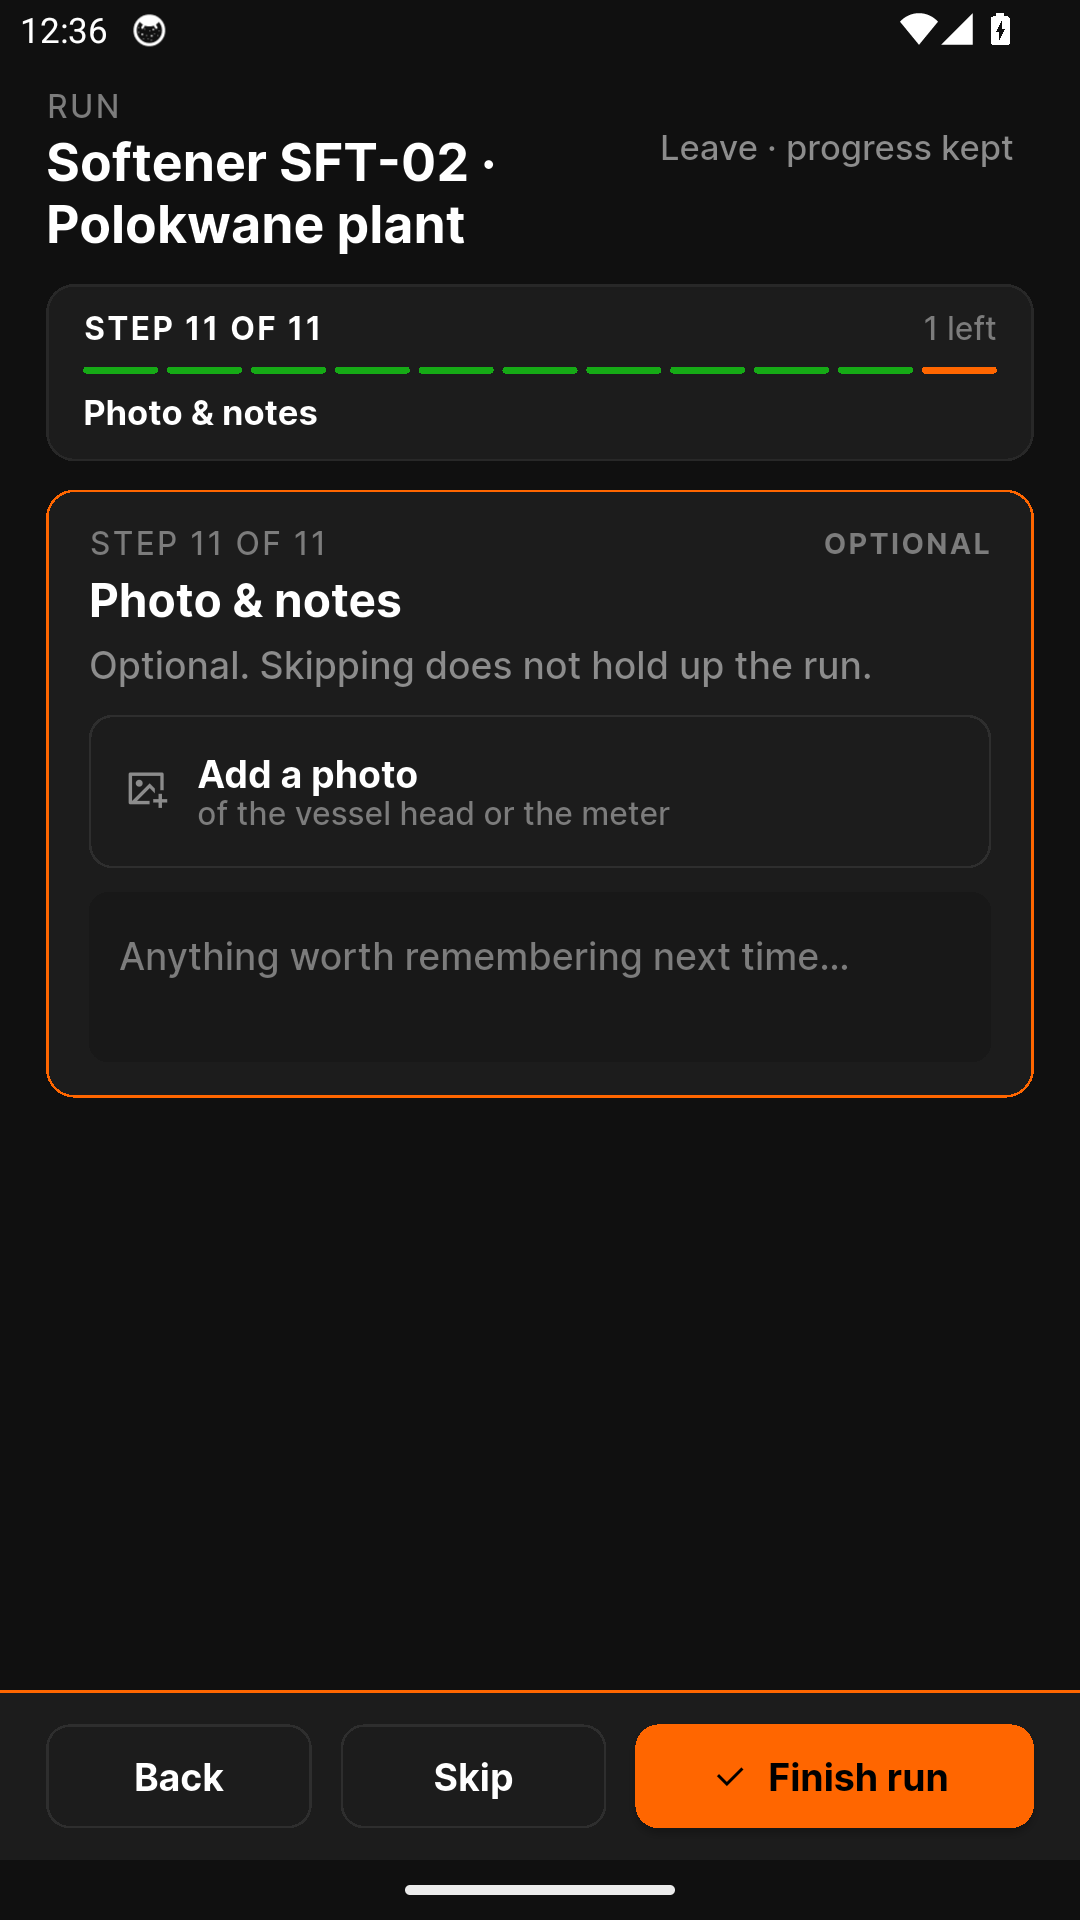 12:36
RUN
Softener SFT-02 ·
Polokwane plant
Leave · progress kept
STEP 11 OF 11
1 left
Photo & notes
STEP 11 OF 11
OPTIONAL
Photo & notes
Optional. Skipping does not hold up the run.
Add a photo
of the vessel head or the meter
Anything worth remembering next time...
Back
Skip
Finish run